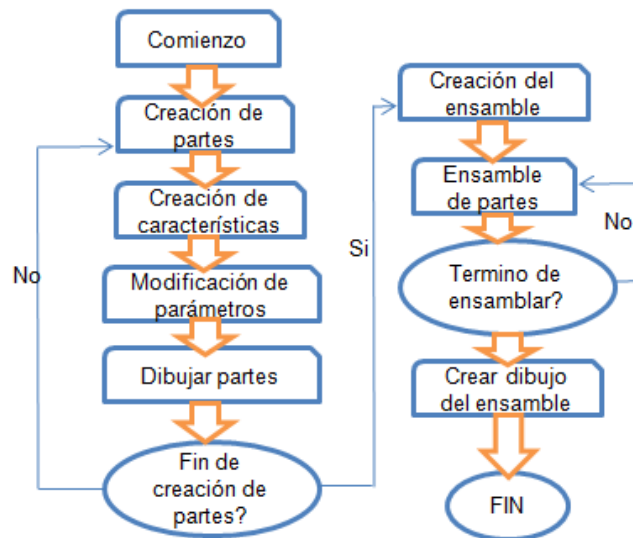 Comienzo
Creación de
partes
Creación de
características
No
Modificación de
parámetros
Dibujar partes
Fin de
creación de
partes?
Si
Creación del
ensamble
Ensamble
de partes
No
Termino de
ensamblar?
Crear dibujo
del ensamble
FIN